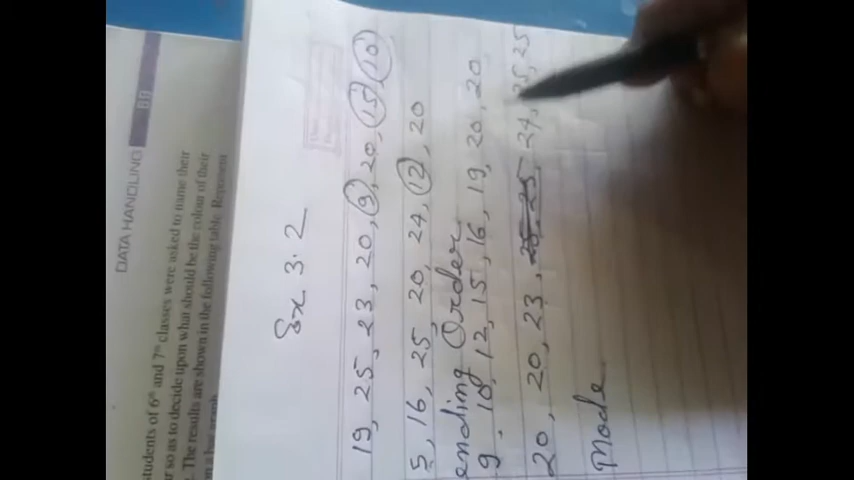 DATA HANDLING 69
students of 6th and 7th classes were asked to name their
r so as to decide upon what should be the colour of their
. The results are shown in the following table. Represent
n a bar graph.
Ex 3.2
19, 25, 23, 20, 9, 20, 15, 10
5, 16, 25, 20, 24, 12, 20
ending Order
9, 10, 12, 15, 16, 19, 20, 20
20, 20, 23, 24, 25, 25
Mode